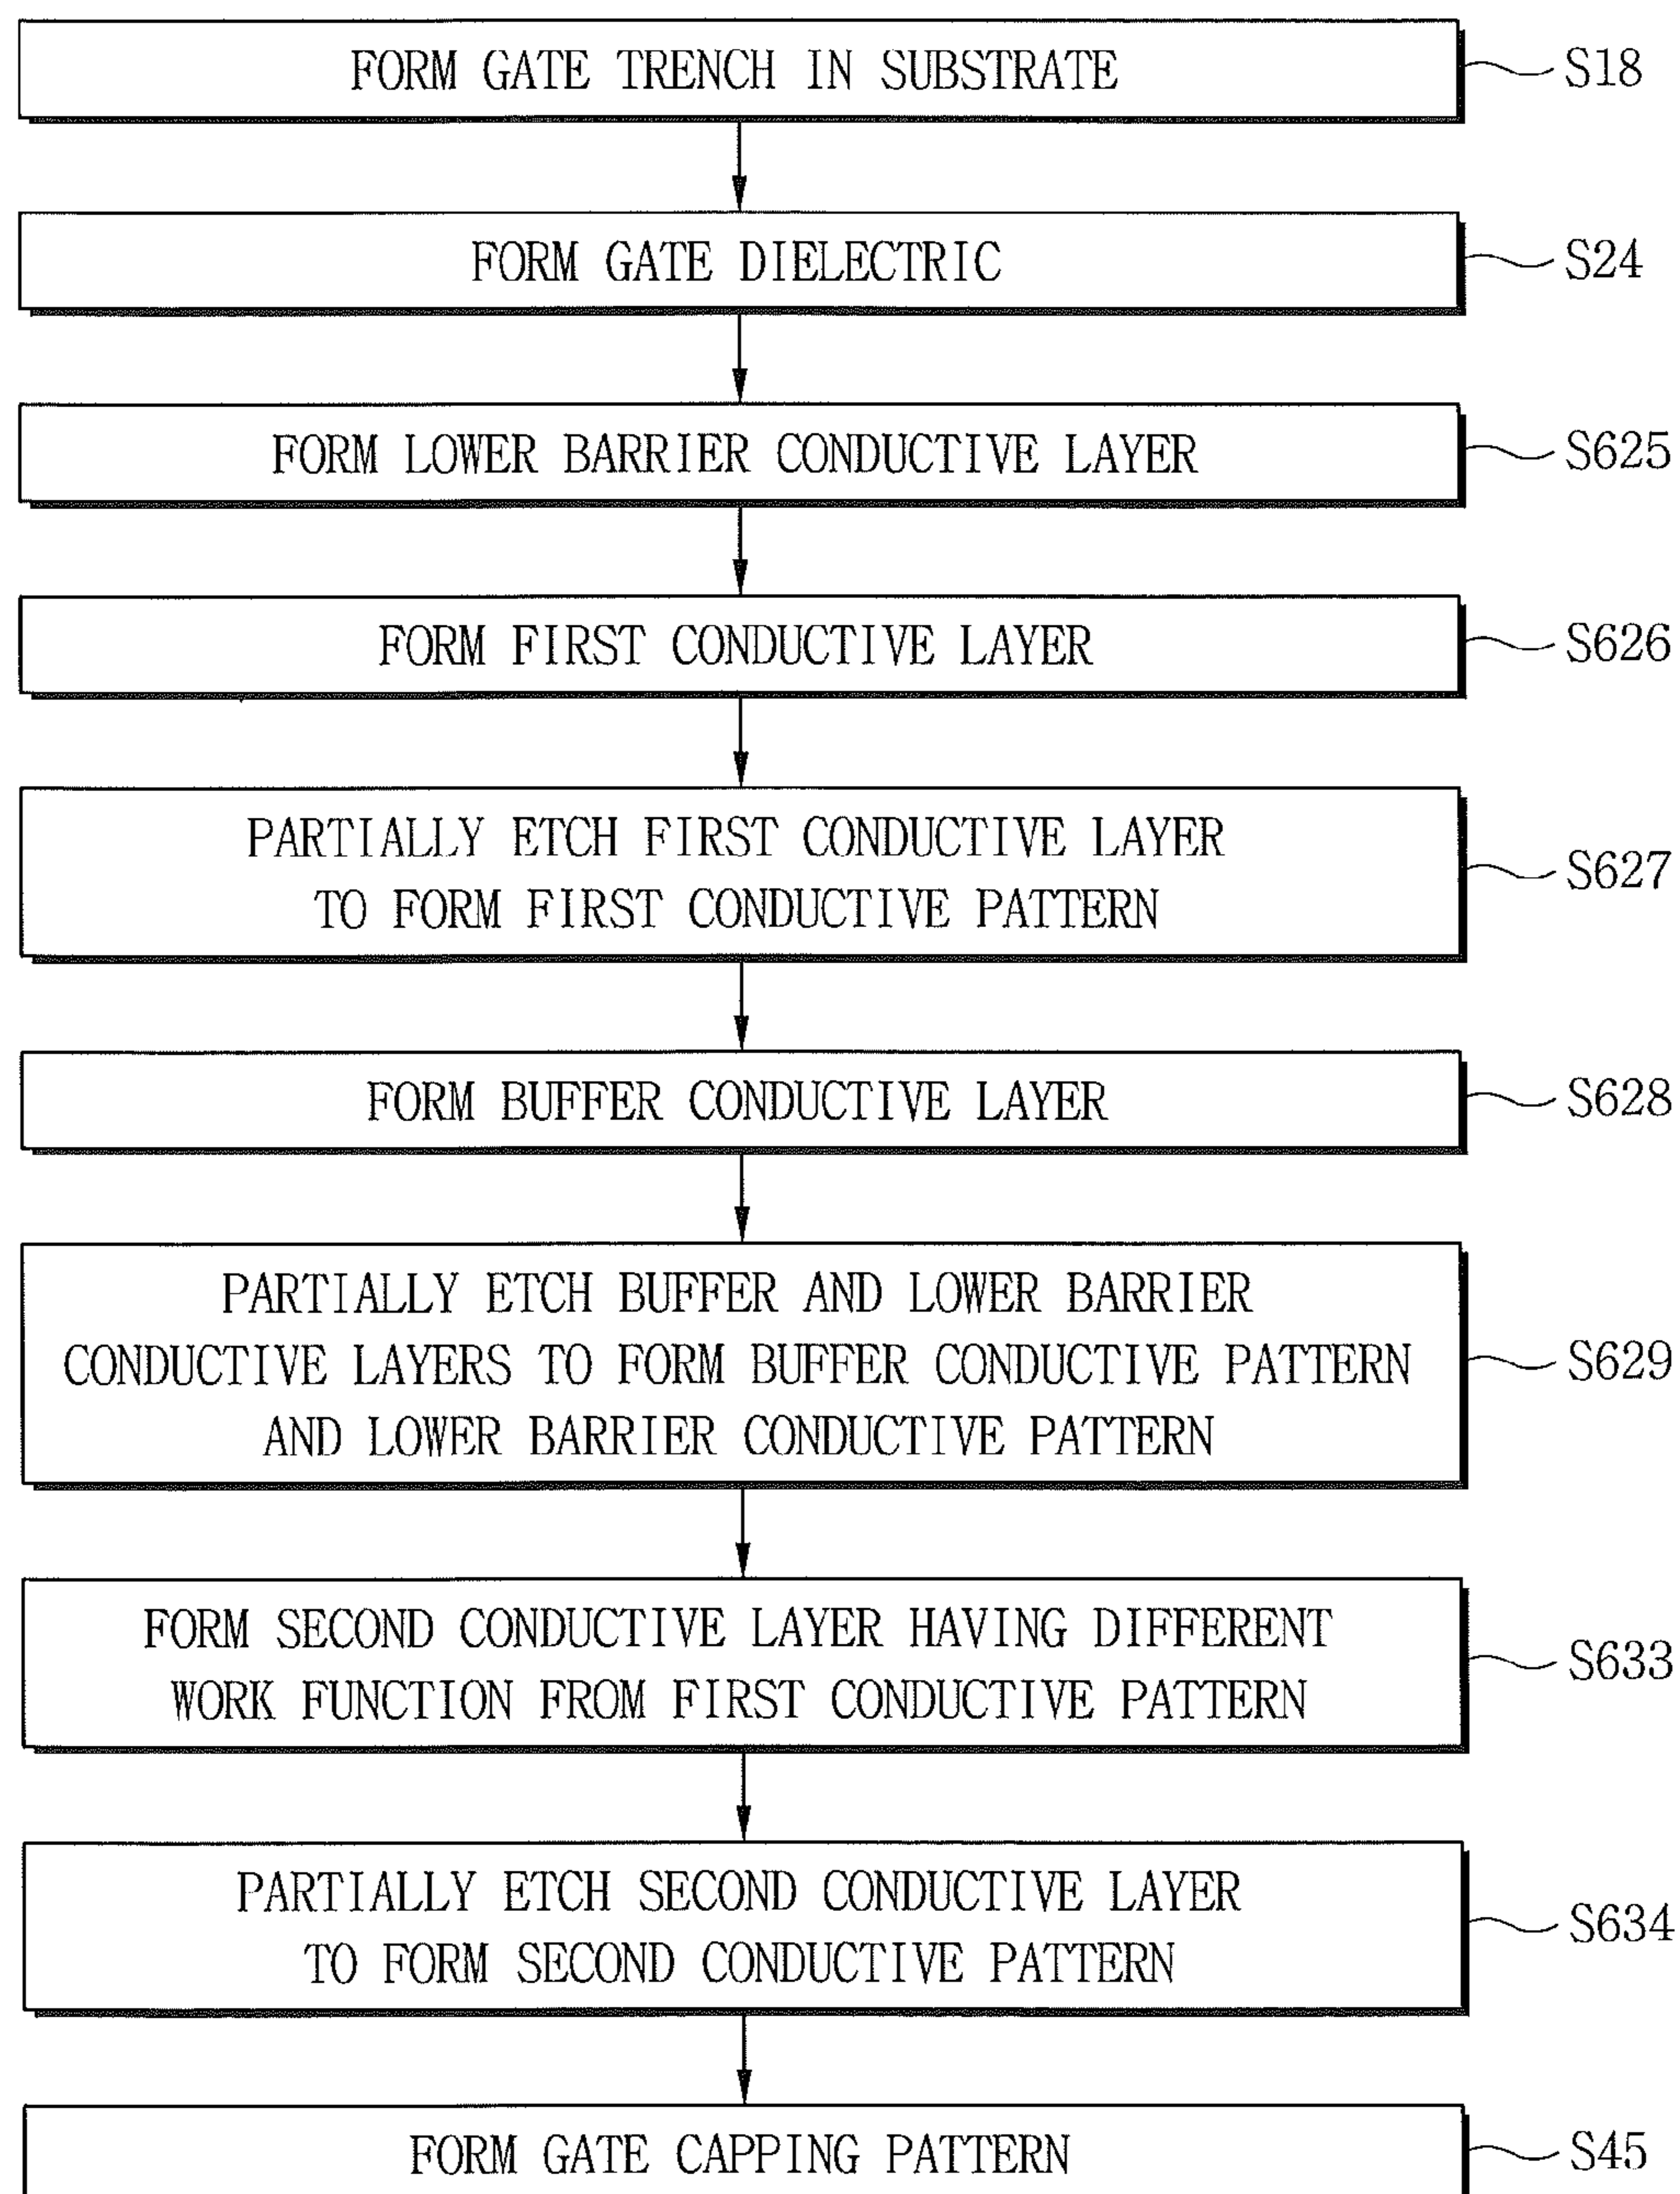 FORM GATE TRENCH IN SUBSTRATE
S18
FORM GATE DIELECTRIC
S24
FORM LOWER BARRIER CONDUCTIVE LAYER
S625
FORM FIRST CONDUCTIVE LAYER
S626
PARTIALLY ETCH FIRST CONDUCTIVE LAYER
TO FORM FIRST CONDUCTIVE PATTERN
S627
FORM BUFFER CONDUCTIVE LAYER
S628
PARTIALLY ETCH BUFFER AND LOWER BARRIER
CONDUCTIVE LAYERS TO FORM BUFFER CONDUCTIVE PATTERN
AND LOWER BARRIER CONDUCTIVE PATTERN
S629
FORM SECOND CONDUCTIVE LAYER HAVING DIFFERENT
WORK FUNCTION FROM FIRST CONDUCTIVE PATTERN
S633
PARTIALLY ETCH SECOND CONDUCTIVE LAYER
TO FORM SECOND CONDUCTIVE PATTERN
S634
FORM GATE CAPPING PATTERN
S45